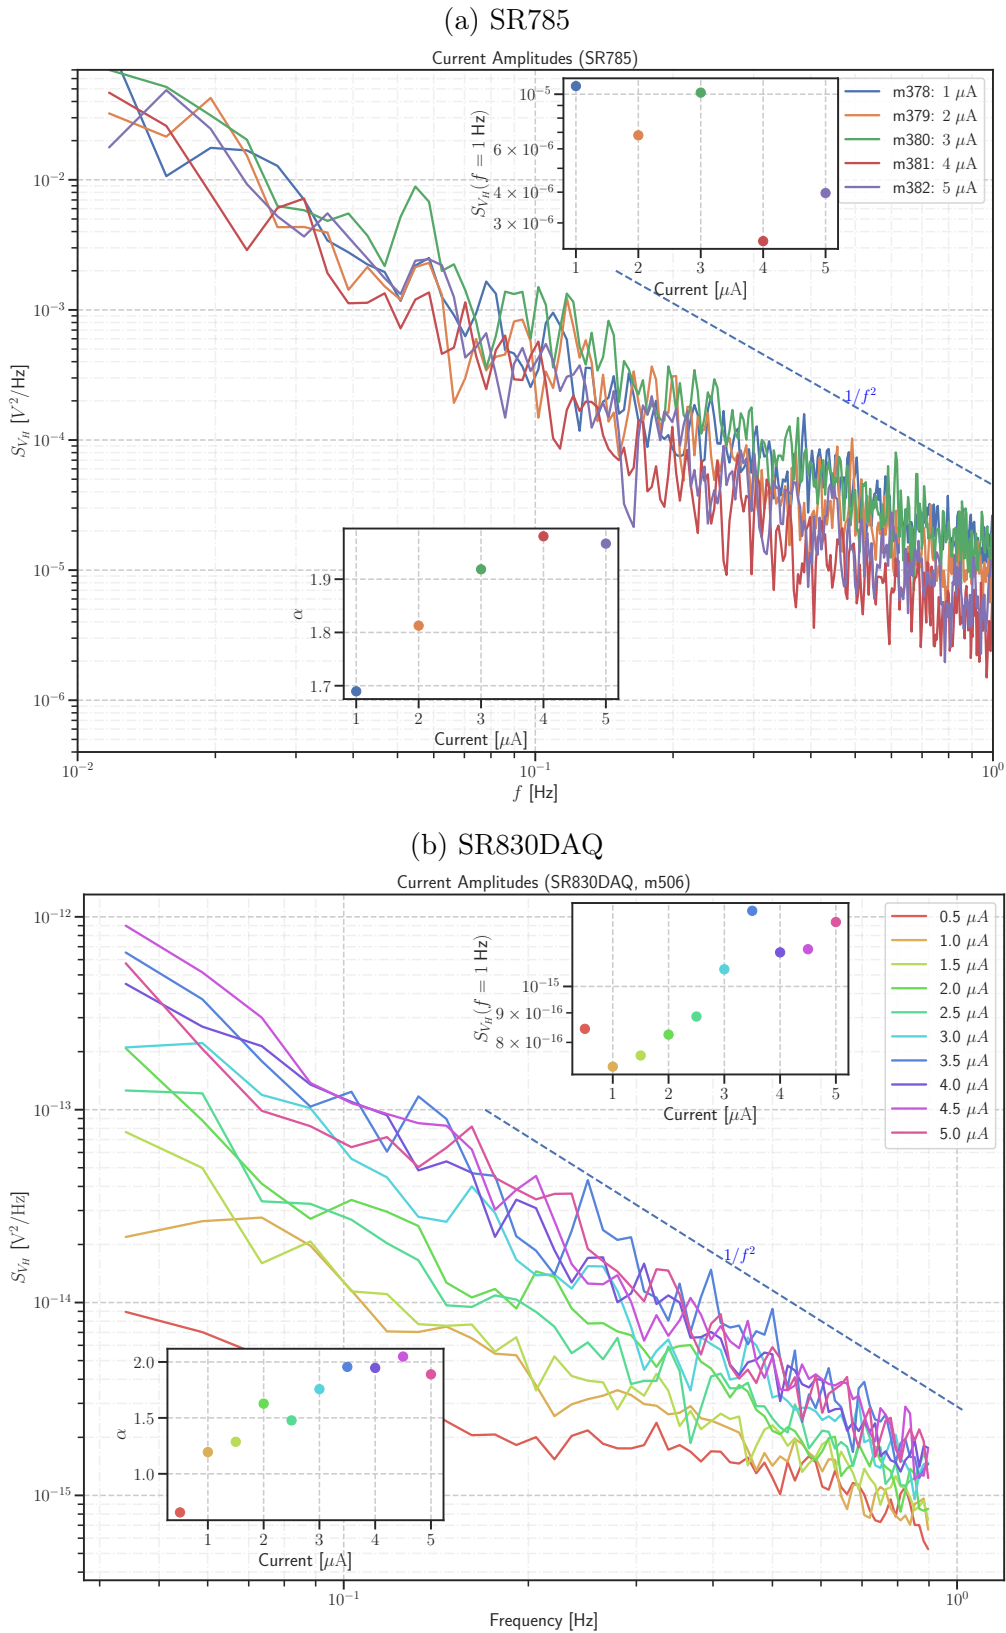 (a) SR785
Current Amplitudes (SR785)
m378: 1 μA
m379: 2 μA
m380: 3 μA
m381: 4 μA
m382: 5 μA
S_{V_H}(f = 1 Hz)
10^{-5}
6 × 10^{-6}
4 × 10^{-6}
3 × 10^{-6}
1 2 3 4 5
Current [μA]
1/f^2
S_{V_H} [V^2/Hz]
10^{-2}
10^{-3}
10^{-4}
10^{-5}
10^{-6}
α
1.9
1.8
1.7
1 2 3 4 5
Current [μA]
10^{-2} 10^{-1} 10^0
f [Hz]
(b) SR830DAQ
Current Amplitudes (SR830DAQ, m506)
0.5 μA
1.0 μA
1.5 μA
2.0 μA
2.5 μA
3.0 μA
3.5 μA
4.0 μA
4.5 μA
5.0 μA
S_{V_H}(f = 1 Hz)
10^{-15}
9 × 10^{-16}
8 × 10^{-16}
1 2 3 4 5
Current [μA]
1/f^2
S_{V_H} [V^2/Hz]
10^{-12}
10^{-13}
10^{-14}
10^{-15}
α
2.0
1.5
1.0
1 2 3 4 5
Current [μA]
10^{-1} 10^0
Frequency [Hz]